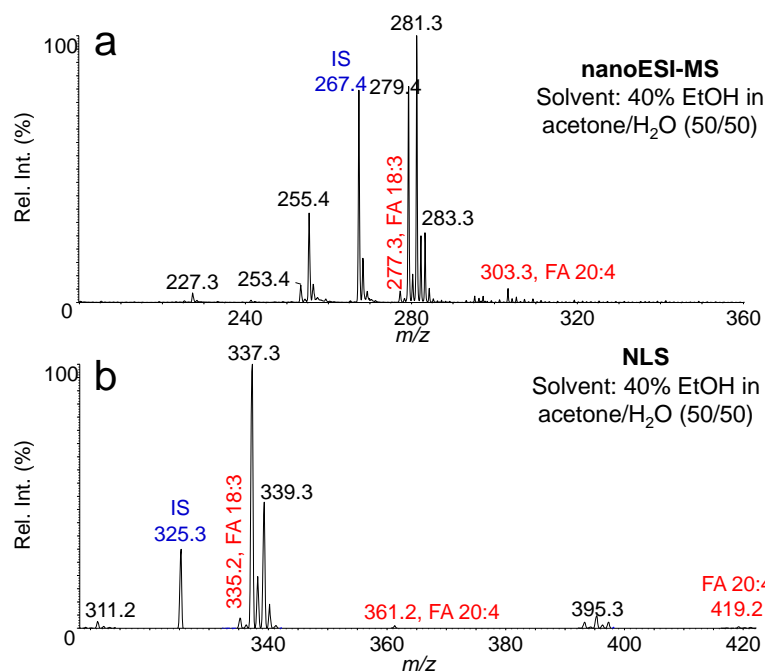 a
100
Rel. Int. (%)
0
227.3
253.4
255.4
IS
267.4
277.3, FA 18:3
279.4
281.3
283.3
303.3, FA 20:4
nanoESI-MS
Solvent: 40% EtOH in
acetone/H₂O (50/50)
240
280
320
360
m/z
b
100
Rel. Int. (%)
0
311.2
IS
325.3
335.2, FA 18:3
337.3
339.3
361.2, FA 20:4
395.3
FA 20:4
419.2
NLS
Solvent: 40% EtOH in
acetone/H₂O (50/50)
340
380
400
420
m/z